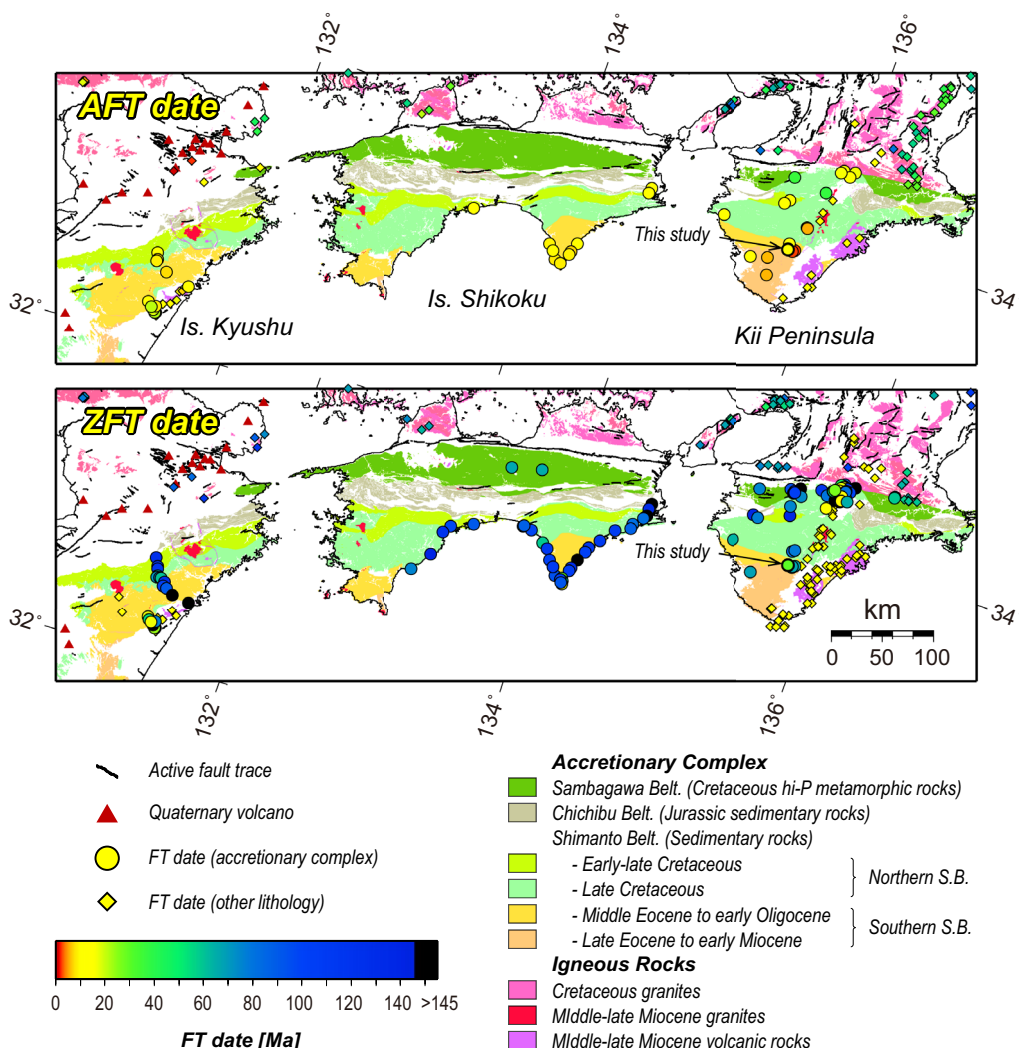 132°
134°
136°
AFT date
This study
32°
34
Is. Kyushu
Is. Shikoku
Kii Peninsula
ZFT date
This study
32°
34
km
0 50 100
132°
134°
136°
Active fault trace
Quaternary volcano
FT date (accretionary complex)
FT date (other lithology)
0 20 40 60 80 100 120 140 >145
FT date [Ma]
Accretionary Complex
Sambagawa Belt. (Cretaceous hi-P metamorphic rocks)
Chichibu Belt. (Jurassic sedimentary rocks)
Shimanto Belt. (Sedimentary rocks)
- Early-late Cretaceous
- Late Cretaceous
Northern S.B.
- Middle Eocene to early Oligocene
- Late Eocene to early Miocene
Southern S.B.
Igneous Rocks
Cretaceous granites
MIddle-late Miocene granites
MIddle-late Miocene volcanic rocks